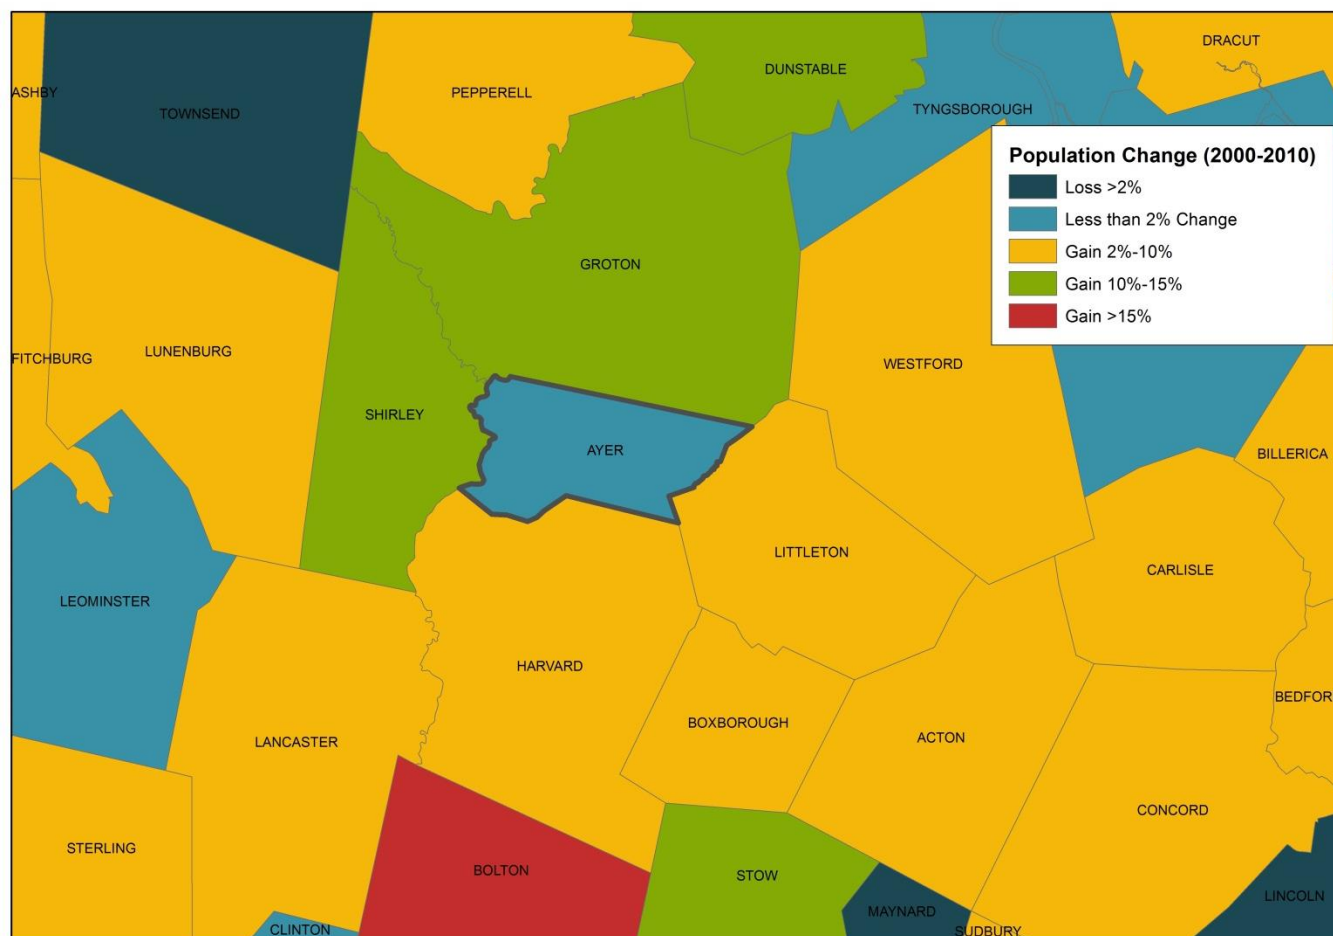 DRACUT
DUNSTABLE
ASHBY
PEPPERELL
TYNGSBOROUGH
TOWNSEND
Population Change (2000-2010)
Loss >2%
Less than 2% Change
Gain 2%-10%
Gain 10%-15%
Gain >15%
GROTON
LUNENBURG
FITCHBURG
WESTFORD
SHIRLEY
AYER
BILLERICA
LITTLETON
CARLISLE
LEOMINSTER
HARVARD
BEDFOR
BOXBOROUGH
ACTON
LANCASTER
CONCORD
STERLING
BOLTON
STOW
LINCOLN
MAYNARD
CLINTON
SUDBURY